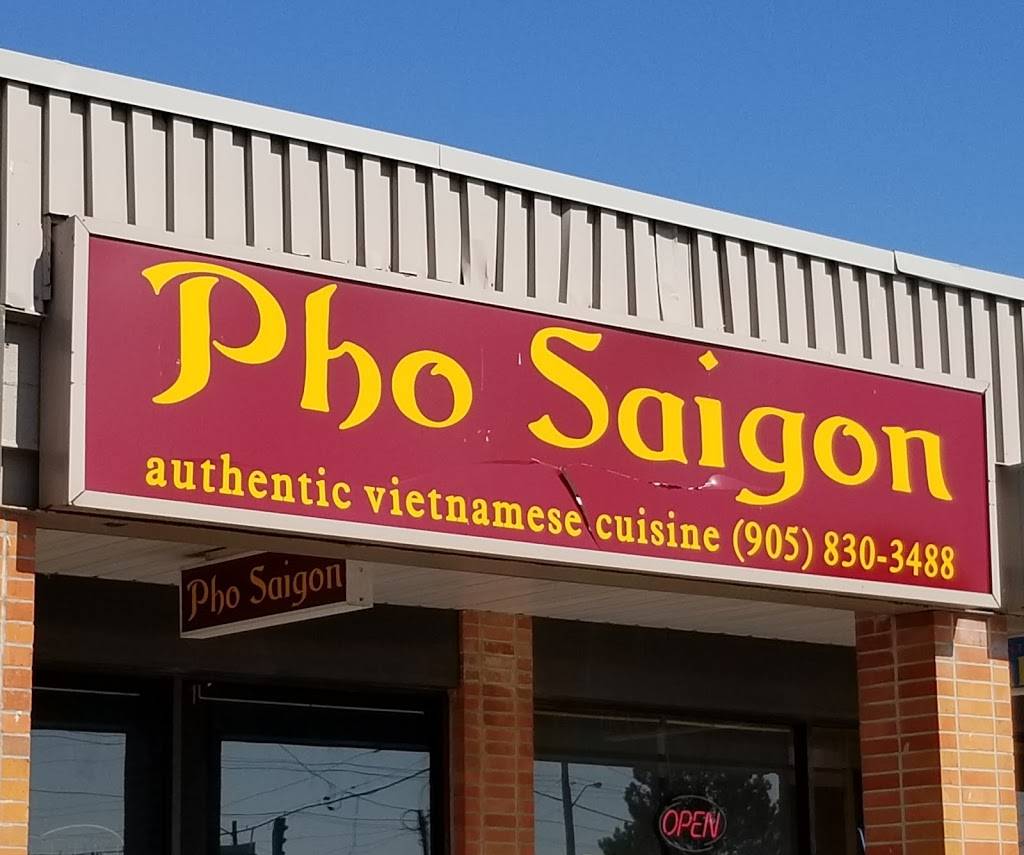 Pho Saigon
authentic vietnamese cuisine (905) 830-3488
Pho Saigon
OPEN